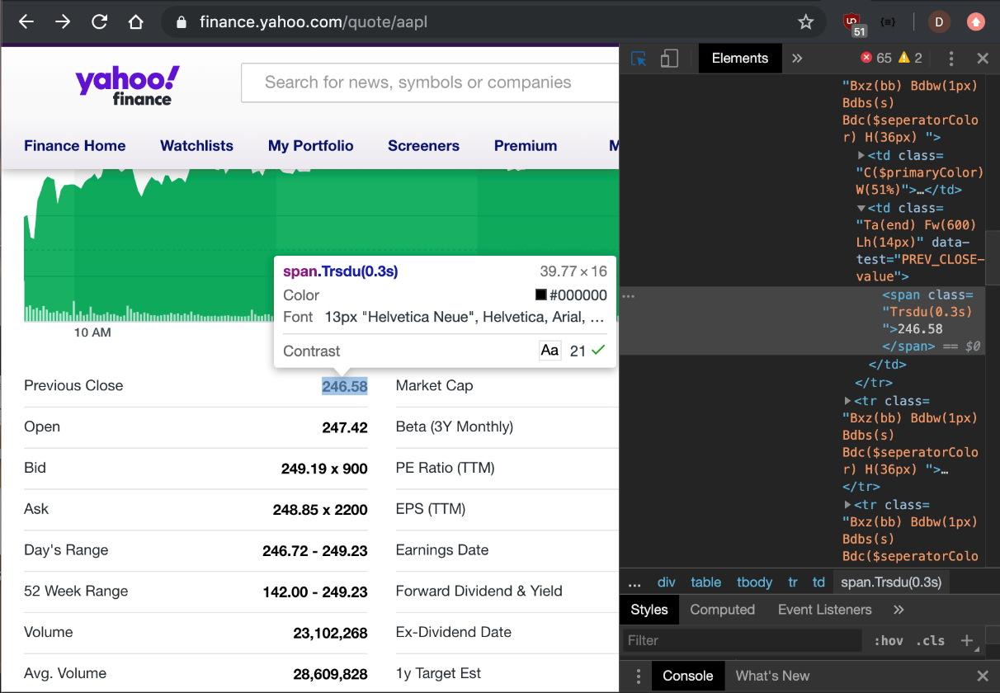 finance.yahoo.com/quote/aapl
51
D
yahoo!
finance
Search for news, symbols or companies
Finance Home Watchlists My Portfolio Screeners Premium M
10 AM
span.Trsdu(0.3s) 39.77 × 16
Color #000000
Font 13px "Helvetica Neue", Helvetica, Arial, …
Contrast Aa 21
Previous Close 246.58 Market Cap
Open 247.42 Beta (3Y Monthly)
Bid 249.19 x 900 PE Ratio (TTM)
Ask 248.85 x 2200 EPS (TTM)
Day's Range 246.72 - 249.23 Earnings Date
52 Week Range 142.00 - 249.23 Forward Dividend & Yield
Volume 23,102,268 Ex-Dividend Date
Avg. Volume 28,609,828 1y Target Est
Elements » 65 2
"Bxz(bb) Bdbw(1px)
Bdbs(s)
Bdc($seperatorColo
r) H(36px) ">
<td class=
"C($primaryColor)
W(51%)">…</td>
<td class=
"Ta(end) Fw(600)
Lh(14px)" data-
test="PREV_CLOSE-
value">
… <span class=
"Trsdu(0.3s)
">246.58
</span> == $0
</td>
</tr>
<tr class=
"Bxz(bb) Bdbw(1px)
Bdbs(s)
Bdc($seperatorColo
r) H(36px) ">…
</tr>
<tr class=
"Bxz(bb) Bdbw(1px)
Bdbs(s)
Bdc($seperatorColo
… div table tbody tr td span.Trsdu(0.3s)
Styles Computed Event Listeners »
Filter :hov .cls +
Console What's New